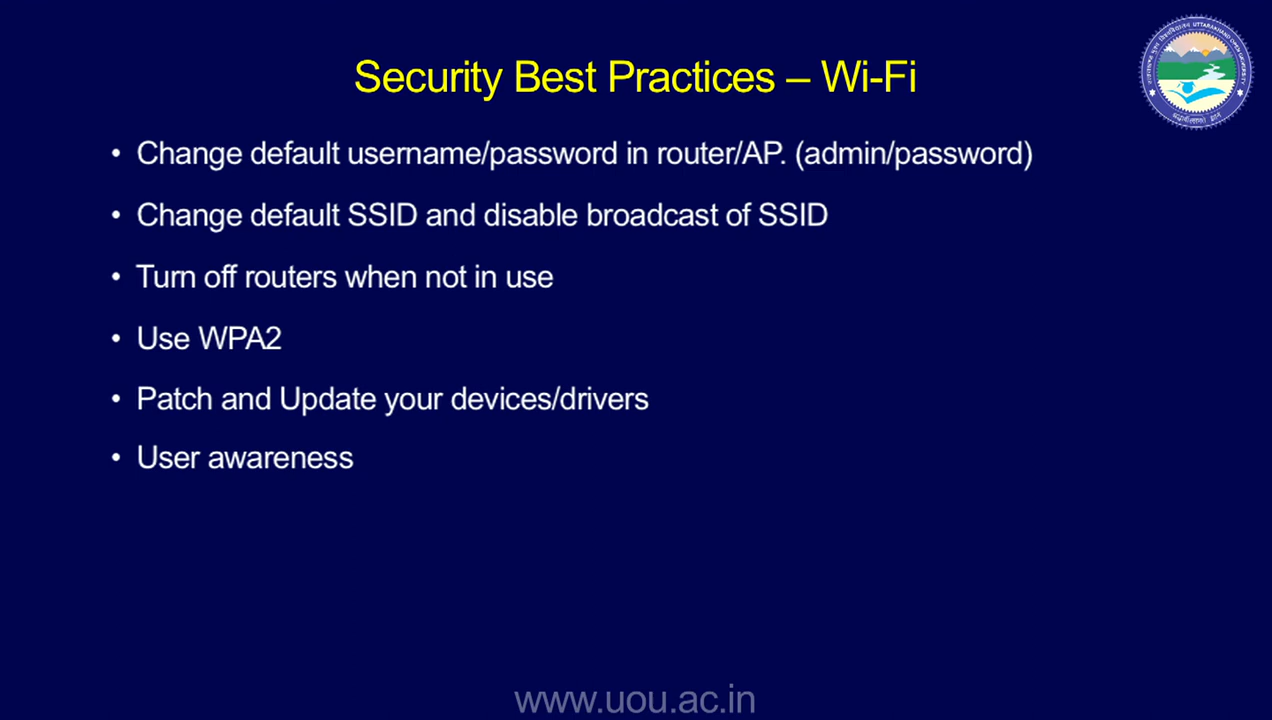 Security Best Practices – Wi-Fi
• Change default username/password in router/AP. (admin/password)
• Change default SSID and disable broadcast of SSID
• Turn off routers when not in use
• Use WPA2
• Patch and Update your devices/drivers
• User awareness
www.uou.ac.in